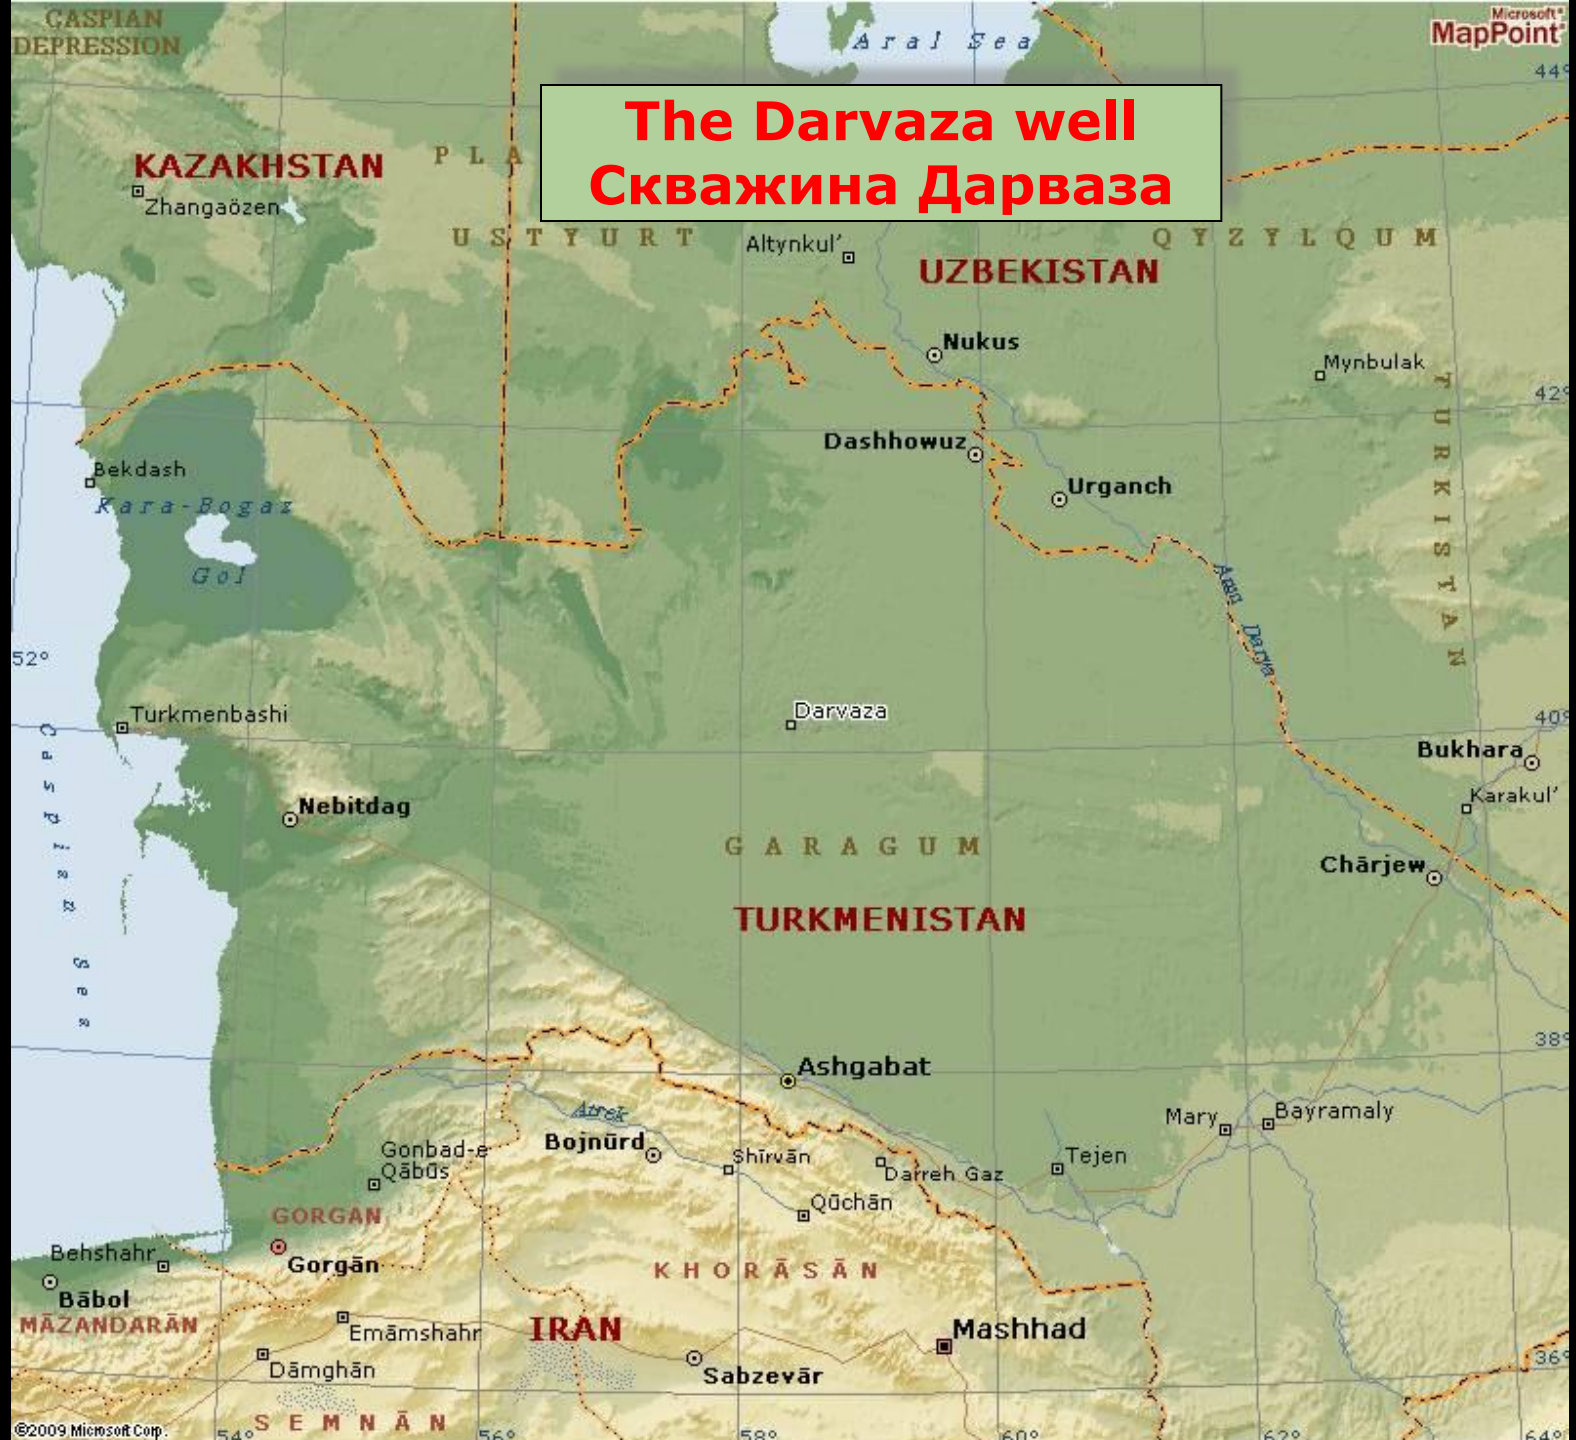 CASPIAN
DEPRESSION
Aral Sea
Microsoft®
MapPoint®
44°
The Darvaza well
Скважина Дарваза
KAZAKHSTAN
PLA
Zhangaözen
USTYURT
Altynkul’
QYZYLQUM
UZBEKISTAN
Nukus
Mynbulak
42°
TURKISTAN
Dashhowuz
Bekdash
Urganch
Kara-Bogaz
Gol
Amu Darya
52°
Darvaza
Turkmenbashi
40°
Caspian Sea
Bukhara
Nebitdag
Karakul’
GARAGUM
Chārjew
TURKMENISTAN
38°
Ashgabat
Atrek
Mary
Bayramaly
Bojnūrd
Gonbad-e
Qābūs
Shīrvān
Tejen
Darreh Gaz
Qūchān
GORGAN
Behshahr
Gorgān
KHORĀSĀN
Bābol
MĀZANDARĀN
Emāmshahr
IRAN
Mashhad
36°
Dāmghān
Sabzevār
SEMNĀN
©2009 Microsoft Corp.
54°
56°
58°
60°
62°
64°